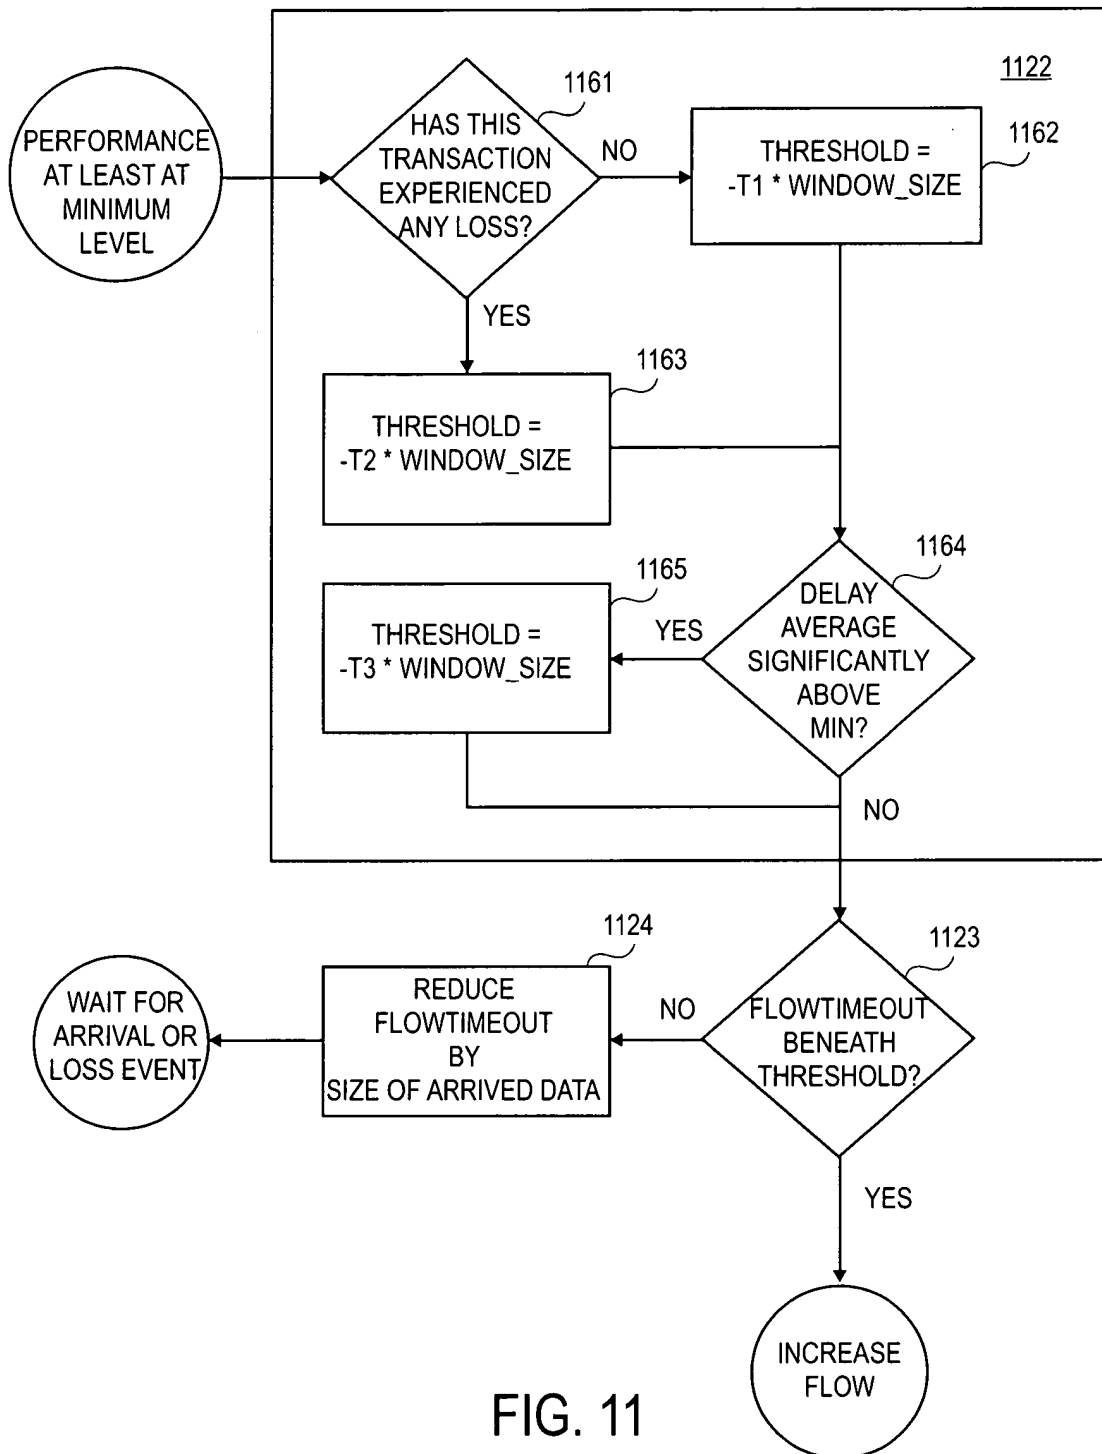 1122
PERFORMANCE
AT LEAST AT
MINIMUM
LEVEL
1161
HAS THIS
TRANSACTION
EXPERIENCED
ANY LOSS?
NO
1162
THRESHOLD =
-T1 * WINDOW_SIZE
YES
1163
THRESHOLD =
-T2 * WINDOW_SIZE
1164
DELAY
AVERAGE
SIGNIFICANTLY
ABOVE
MIN?
YES
1165
THRESHOLD =
-T3 * WINDOW_SIZE
NO
1123
FLOWTIMEOUT
BENEATH
THRESHOLD?
NO
1124
REDUCE
FLOWTIMEOUT
BY
SIZE OF ARRIVED DATA
WAIT FOR
ARRIVAL OR
LOSS EVENT
YES
INCREASE
FLOW
FIG. 11